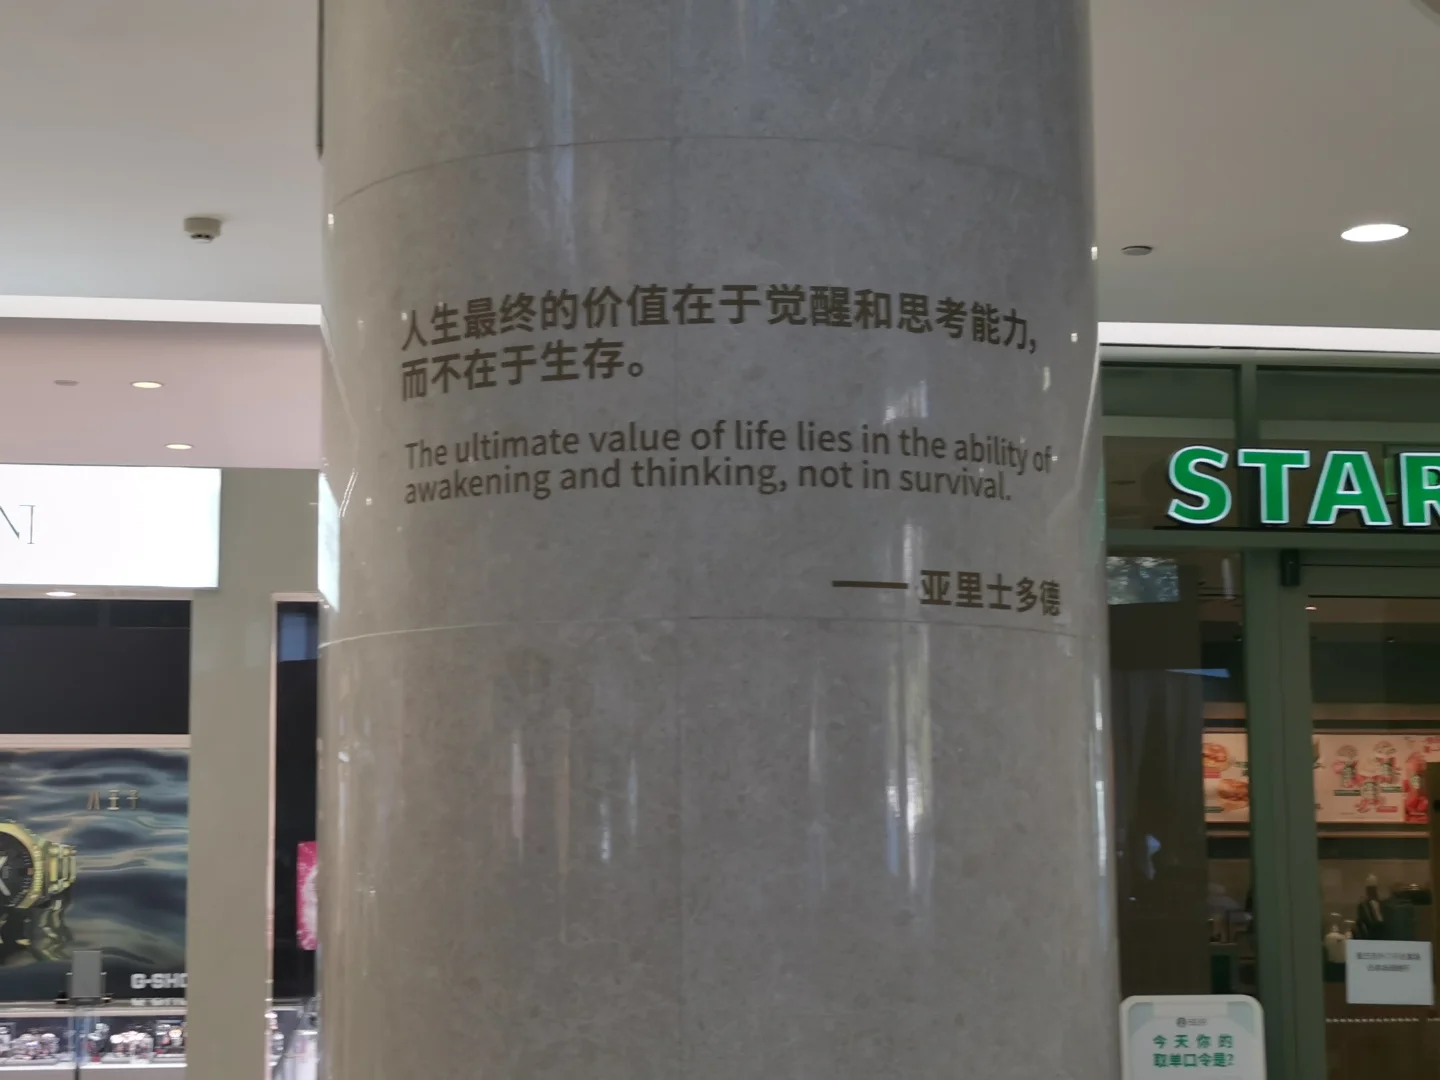 人生最终的价值在于觉醒和思考能力，
而不在于生存。
The ultimate value of life lies in the ability of
awakening and thinking, not in survival.
—— 亚里士多德
STAR
NI
G-SHO
今天你的
取单口令是?